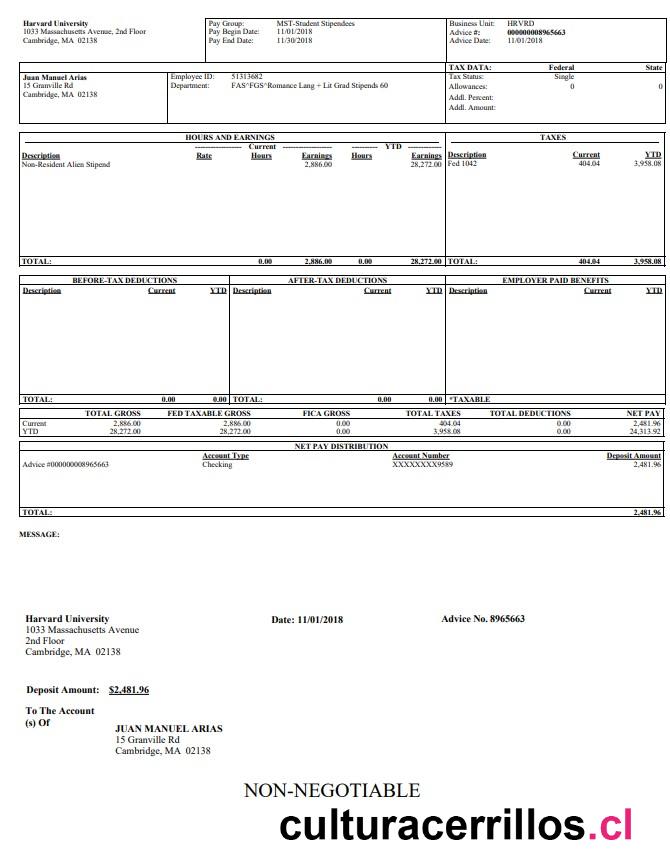 Harvard University
1033 Massachusetts Avenue, 2nd Floor
Cambridge, MA 02138
Pay Group: MST-Student Stipendees
Pay Begin Date: 11/01/2018
Pay End Date: 11/30/2018
Business Unit: HRVRD
Advice #: 000000008965663
Advice Date: 11/01/2018
Juan Manuel Arias
15 Granville Rd
Cambridge, MA 02138
Employee ID: 51313682
Department: FAS^FGS^Romance Lang + Lit Grad Stipends 60
TAX DATA: Federal State
Tax Status: Single
Allowances: 0 0
Addl. Percent:
Addl. Amount:
HOURS AND EARNINGS
------------------ Current ------------------ ---------- YTD ------------
Description Rate Hours Earnings Hours Earnings
Non-Resident Alien Stipend 2,886.00 28,272.00
TOTAL: 0.00 2,886.00 0.00 28,272.00
TAXES
Description Current YTD
Fed 1042 404.04 3,958.08
TOTAL: 404.04 3,958.08
BEFORE-TAX DEDUCTIONS
Description Current YTD
TOTAL: 0.00 0.00
AFTER-TAX DEDUCTIONS
Description Current YTD
TOTAL: 0.00 0.00
EMPLOYER PAID BENEFITS
Description Current YTD
*TAXABLE
TOTAL GROSS FED TAXABLE GROSS FICA GROSS TOTAL TAXES TOTAL DEDUCTIONS NET PAY
Current 2,886.00 2,886.00 0.00 404.04 0.00 2,481.96
YTD 28,272.00 28,272.00 0.00 3,958.08 0.00 24,313.92
NET PAY DISTRIBUTION
Account Type Account Number Deposit Amount
Advice #000000008965663 Checking XXXXXXXX9589 2,481.96
TOTAL: 2,481.96
MESSAGE:
Harvard University
1033 Massachusetts Avenue
2nd Floor
Cambridge, MA 02138
Date: 11/01/2018
Advice No. 8965663
Deposit Amount: $2,481.96
To The Account
(s) Of
JUAN MANUEL ARIAS
15 Granville Rd
Cambridge, MA 02138
NON-NEGOTIABLE
culturacerrillos.cl